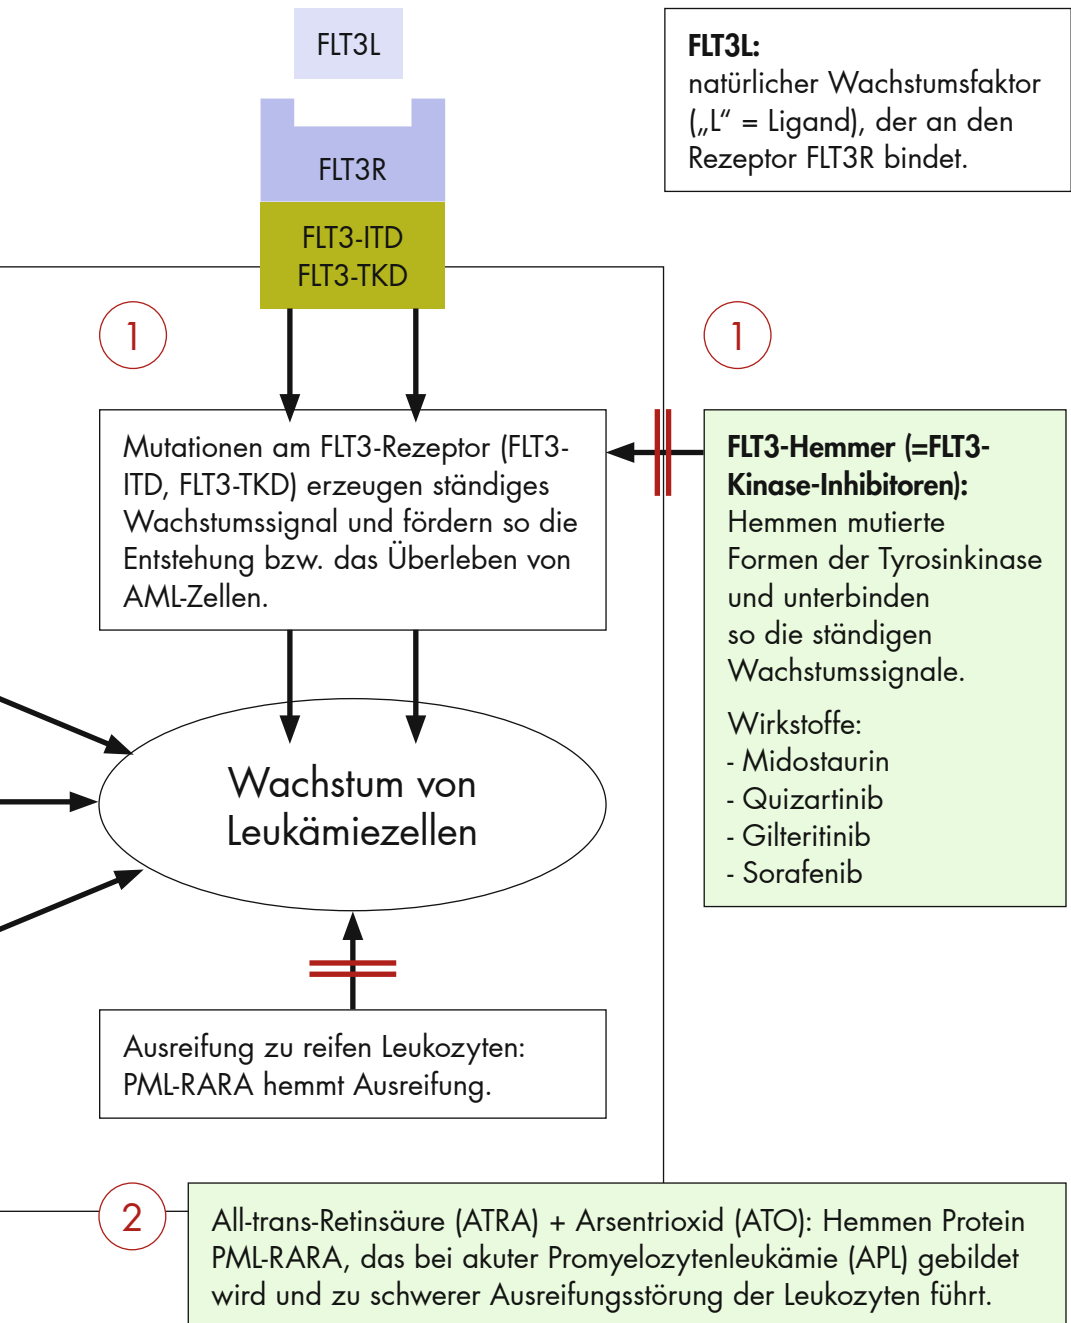 FLT3L
FLT3L:
natürlicher Wachstumsfaktor
(„L“ = Ligand), der an den
Rezeptor FLT3R bindet.
FLT3R
FLT3-ITD
FLT3-TKD
1
1
Mutationen am FLT3-Rezeptor (FLT3-
ITD, FLT3-TKD) erzeugen ständiges
Wachstumssignal und fördern so die
Entstehung bzw. das Überleben von
AML-Zellen.
FLT3-Hemmer (=FLT3-
Kinase-Inhibitoren):
Hemmen mutierte
Formen der Tyrosinkinase
und unterbinden
so die ständigen
Wachstumssignale.
Wirkstoffe:
- Midostaurin
- Quizartinib
- Gilteritinib
- Sorafenib
Wachstum von
Leukämiezellen
Ausreifung zu reifen Leukozyten:
PML-RARA hemmt Ausreifung.
2
All-trans-Retinsäure (ATRA) + Arsentrioxid (ATO): Hemmen Protein
PML-RARA, das bei akuter Promyelozytenleukämie (APL) gebildet
wird und zu schwerer Ausreifungsstörung der Leukozyten führt.